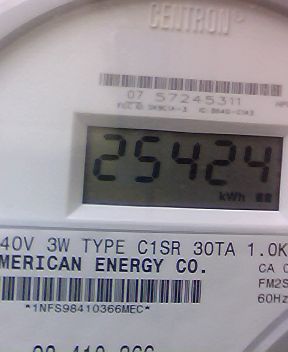 CENTRON®
07 57245311
25424
kWh
40V 3W TYPE C1SR 30TA 1.0K
MERICAN ENERGY CO.
CA 0
FM2S
60Hz
*1NFS98410366MEC*